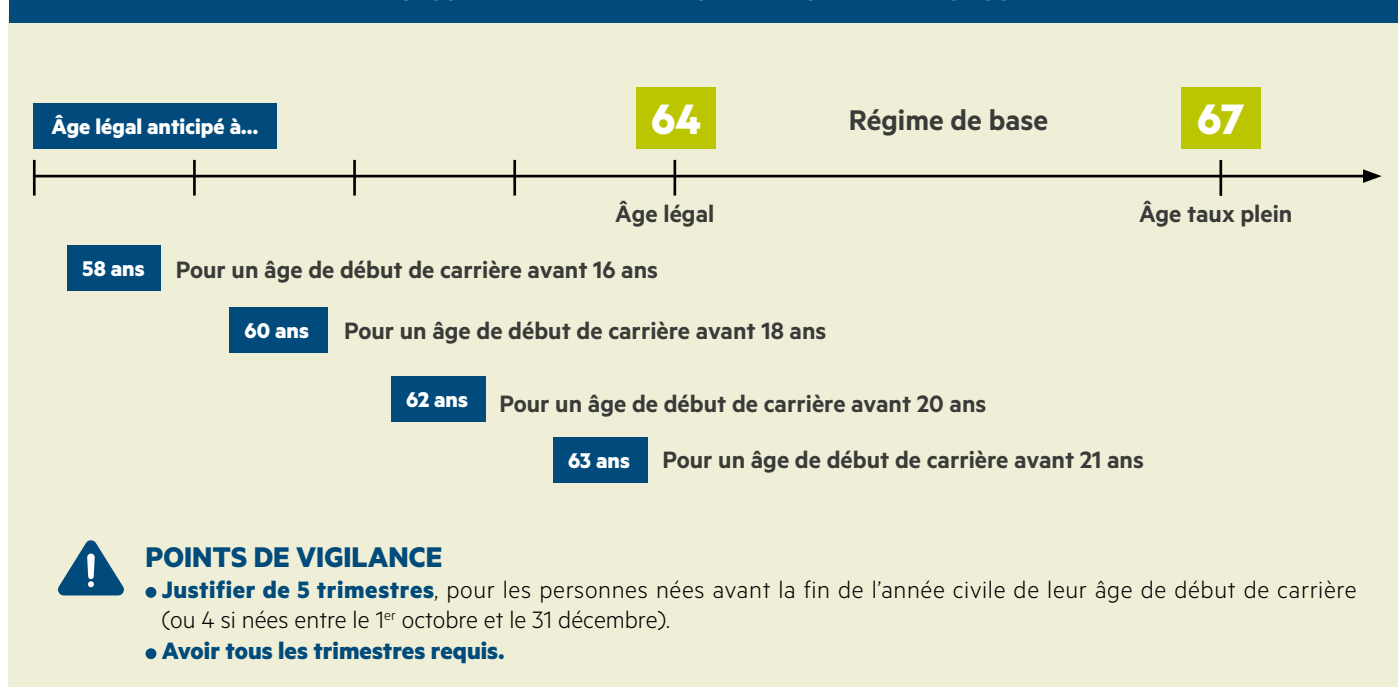 Âge légal anticipé à...
64
Régime de base
67
Âge légal
Âge taux plein
58 ans Pour un âge de début de carrière avant 16 ans
60 ans Pour un âge de début de carrière avant 18 ans
62 ans Pour un âge de début de carrière avant 20 ans
63 ans Pour un âge de début de carrière avant 21 ans
POINTS DE VIGILANCE
• Justifier de 5 trimestres, pour les personnes nées avant la fin de l’année civile de leur âge de début de carrière
(ou 4 si nées entre le 1er octobre et le 31 décembre).
• Avoir tous les trimestres requis.